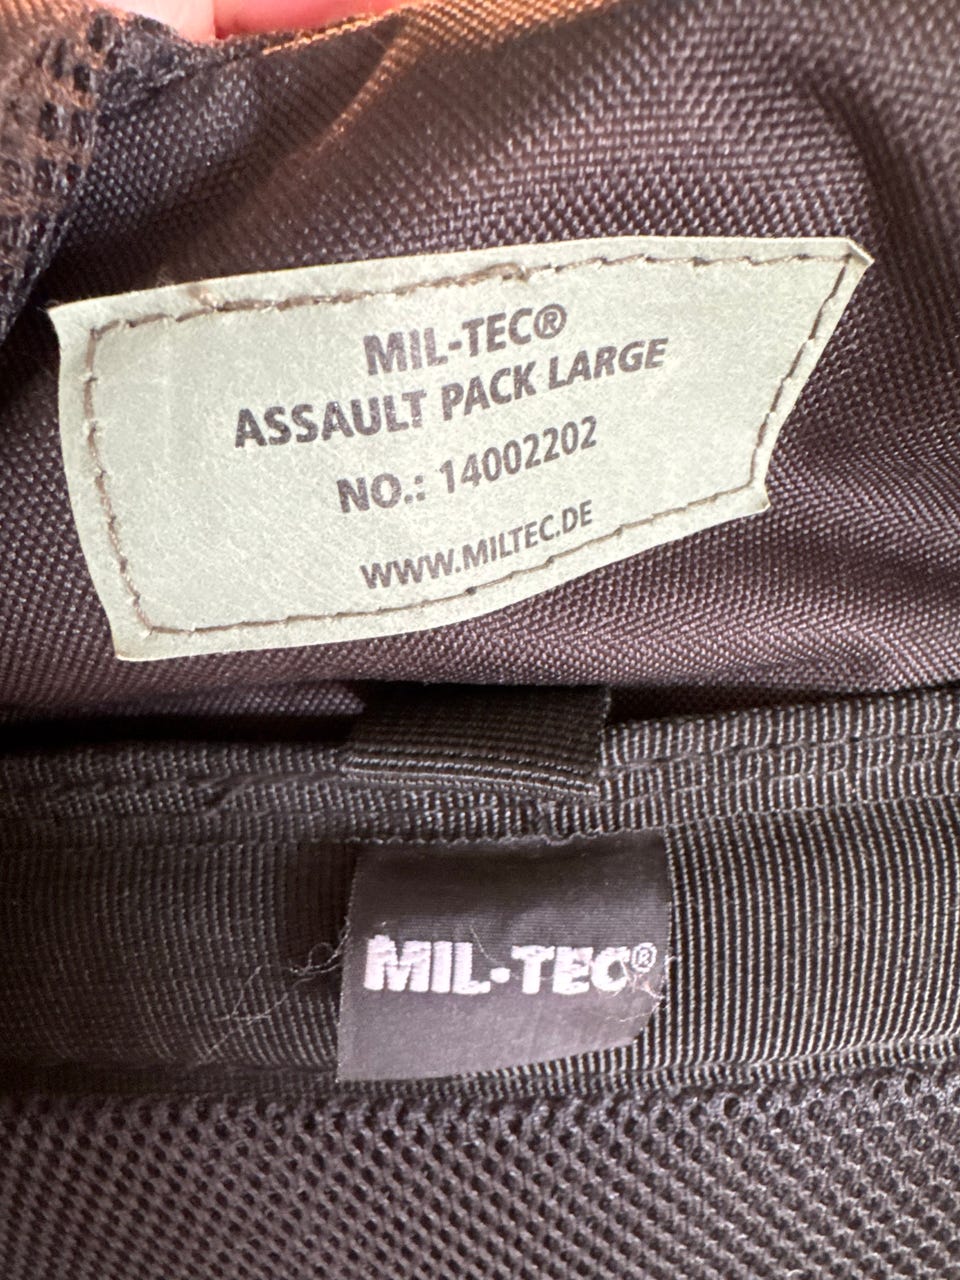 MIL-TEC®
ASSAULT PACK LARGE
NO.: 14002202
WWW.MILTEC.DE
MIL-TEC®